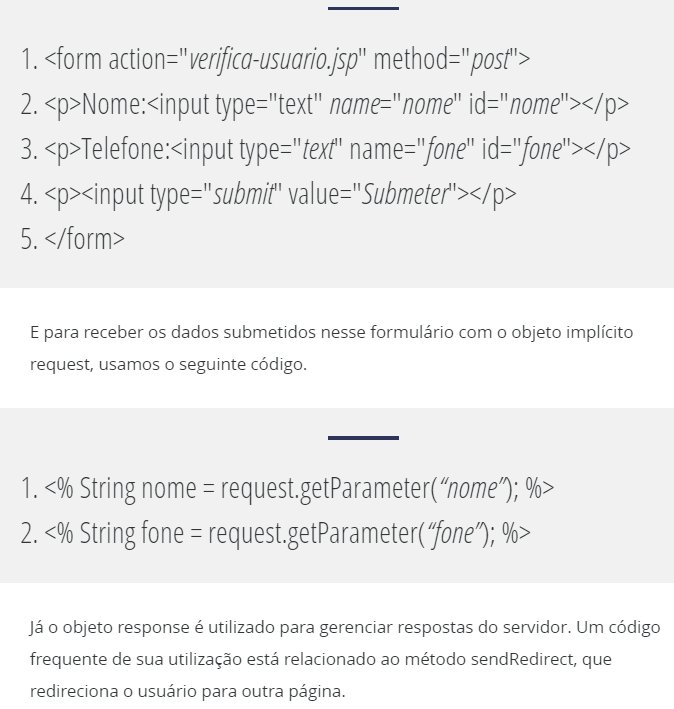 1. <form action="verifica-usuario.jsp" method="post">
2. <p>Nome:<input type="text" name="nome" id="nome"></p>
3. <p>Telefone:<input type="text" name="fone" id="fone"></p>
4. <p><input type="submit" value="Submeter"></p>
5. </form>
E para receber os dados submetidos nesse formulário com o objeto implícito
request, usamos o seguinte código.
1. <% String nome = request.getParameter(“nome”); %>
2. <% String fone = request.getParameter(“fone”); %>
Já o objeto response é utilizado para gerenciar respostas do servidor. Um código
frequente de sua utilização está relacionado ao método sendRedirect, que
redireciona o usuário para outra página.